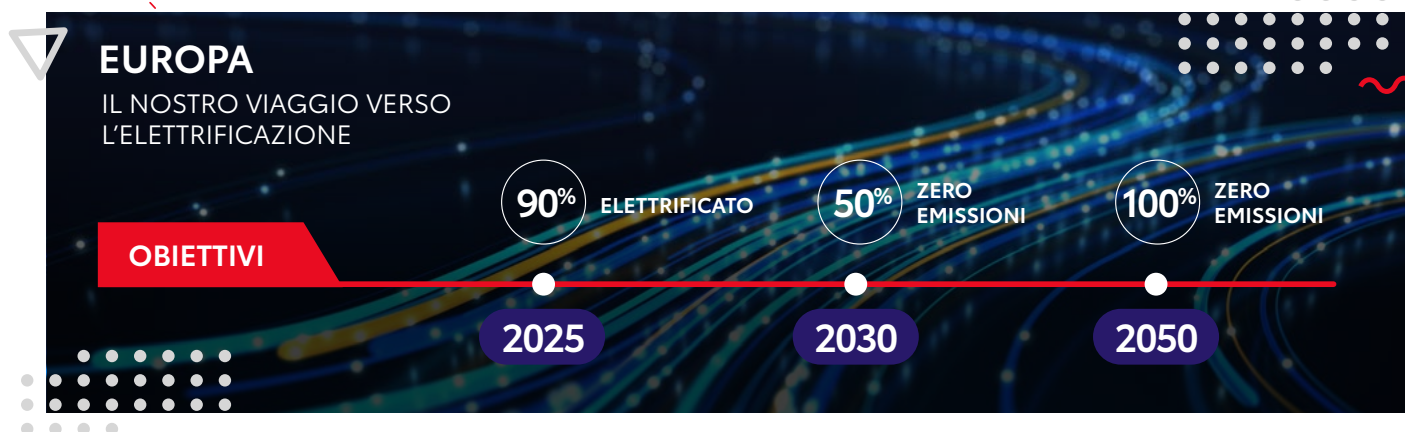 EUROPA
IL NOSTRO VIAGGIO VERSO
L'ELETTRIFICAZIONE
OBIETTIVI
90% ELETTRIFICATO
50% ZERO
EMISSIONI
100% ZERO
EMISSIONI
2025
2030
2050